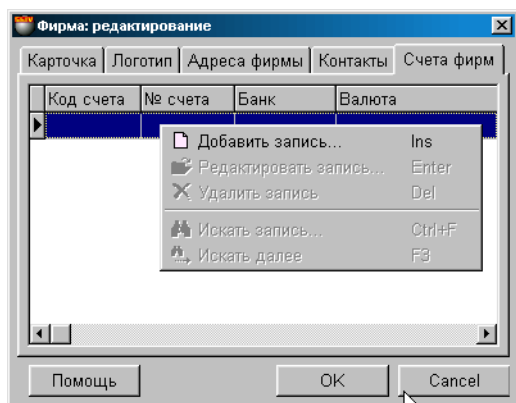 Фирма: редактирование
Карточка Логотип Адреса фирмы Контакты Счета фирм
Код счета № счета Банк Валюта
Добавить запись... Ins
Редактировать запись... Enter
Удалить запись Del
Искать запись... Ctrl+F
Искать далее F3
Помощь OK Cancel